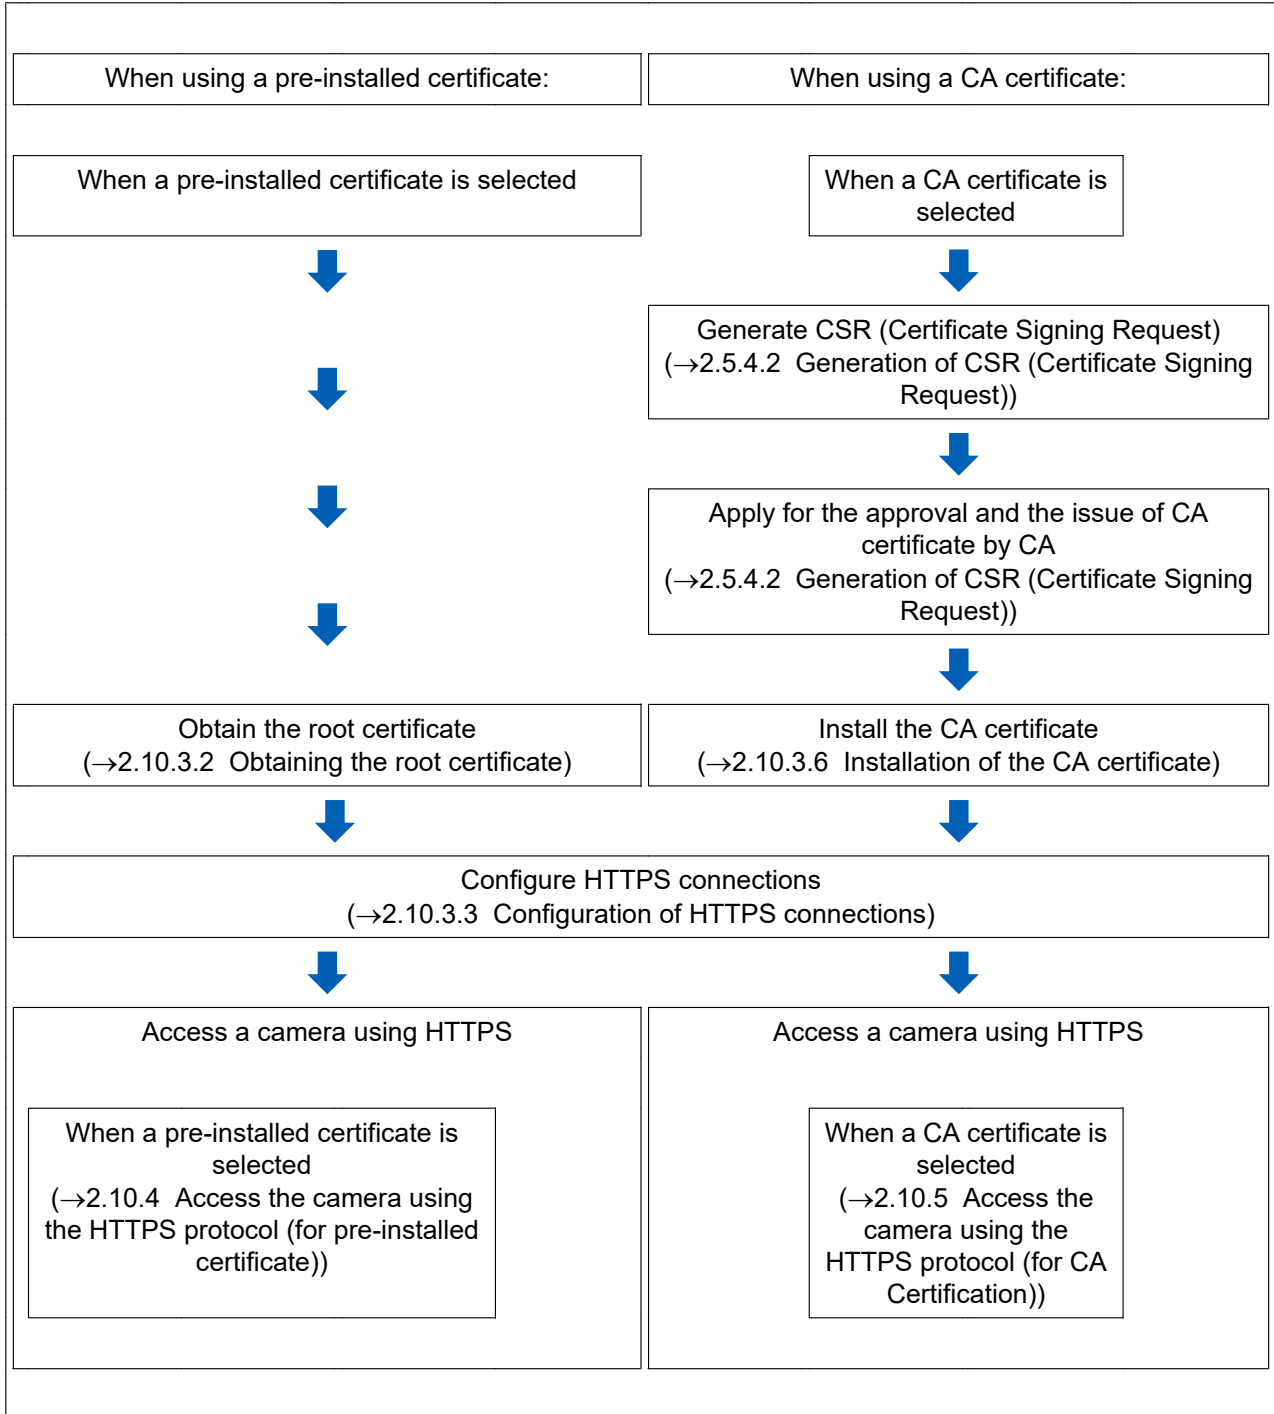 When using a pre-installed certificate:
When using a CA certificate:
When a pre-installed certificate is selected
When a CA certificate is
selected
Generate CSR (Certificate Signing Request)
(→2.5.4.2  Generation of CSR (Certificate Signing
Request))
Apply for the approval and the issue of CA
certificate by CA
(→2.5.4.2  Generation of CSR (Certificate Signing
Request))
Obtain the root certificate
(→2.10.3.2  Obtaining the root certificate)
Install the CA certificate
(→2.10.3.6  Installation of the CA certificate)
Configure HTTPS connections
(→2.10.3.3  Configuration of HTTPS connections)
Access a camera using HTTPS
When a pre-installed certificate is
selected
(→2.10.4  Access the camera using
the HTTPS protocol (for pre-installed
certificate))
Access a camera using HTTPS
When a CA certificate is
selected
(→2.10.5  Access the
camera using the
HTTPS protocol (for CA
Certification))